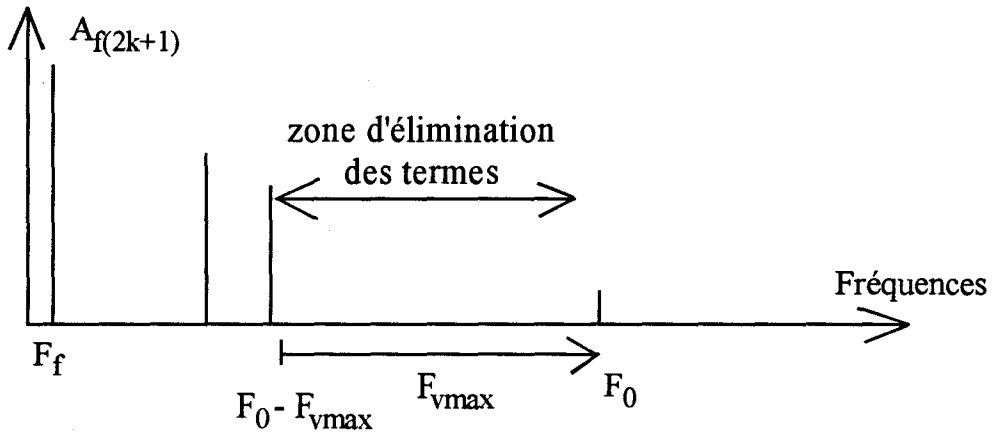 A_f(2k+1)
zone d'élimination
des termes
Fréquences
F_f
F_0 - F_vmax
F_vmax
F_0